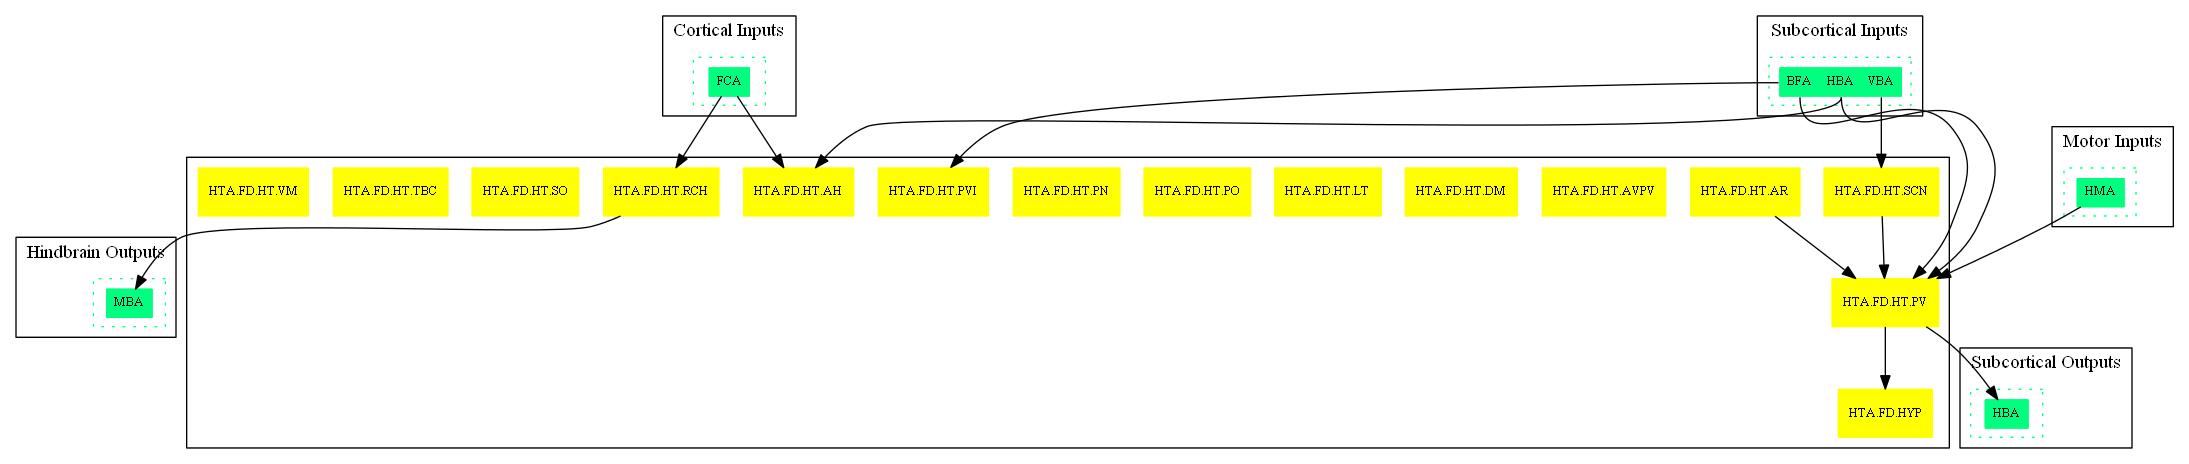 Cortical Inputs
Subcortical Inputs
FCA
BFA HBA VBA
Motor Inputs
HTA.FD.HT.VM
HTA.FD.HT.TBC
HTA.FD.HT.SO
HTA.FD.HT.RCH
HTA.FD.HT.AH
HTA.FD.HT.PVI
HTA.FD.HT.PN
HTA.FD.HT.PO
HTA.FD.HT.LT
HTA.FD.HT.DM
HTA.FD.HT.AVPV
HTA.FD.HT.AR
HTA.FD.HT.SCN
HMA
Hindbrain Outputs
MBA
HTA.FD.HT.PV
Subcortical Outputs
HTA.FD.HYP
HBA